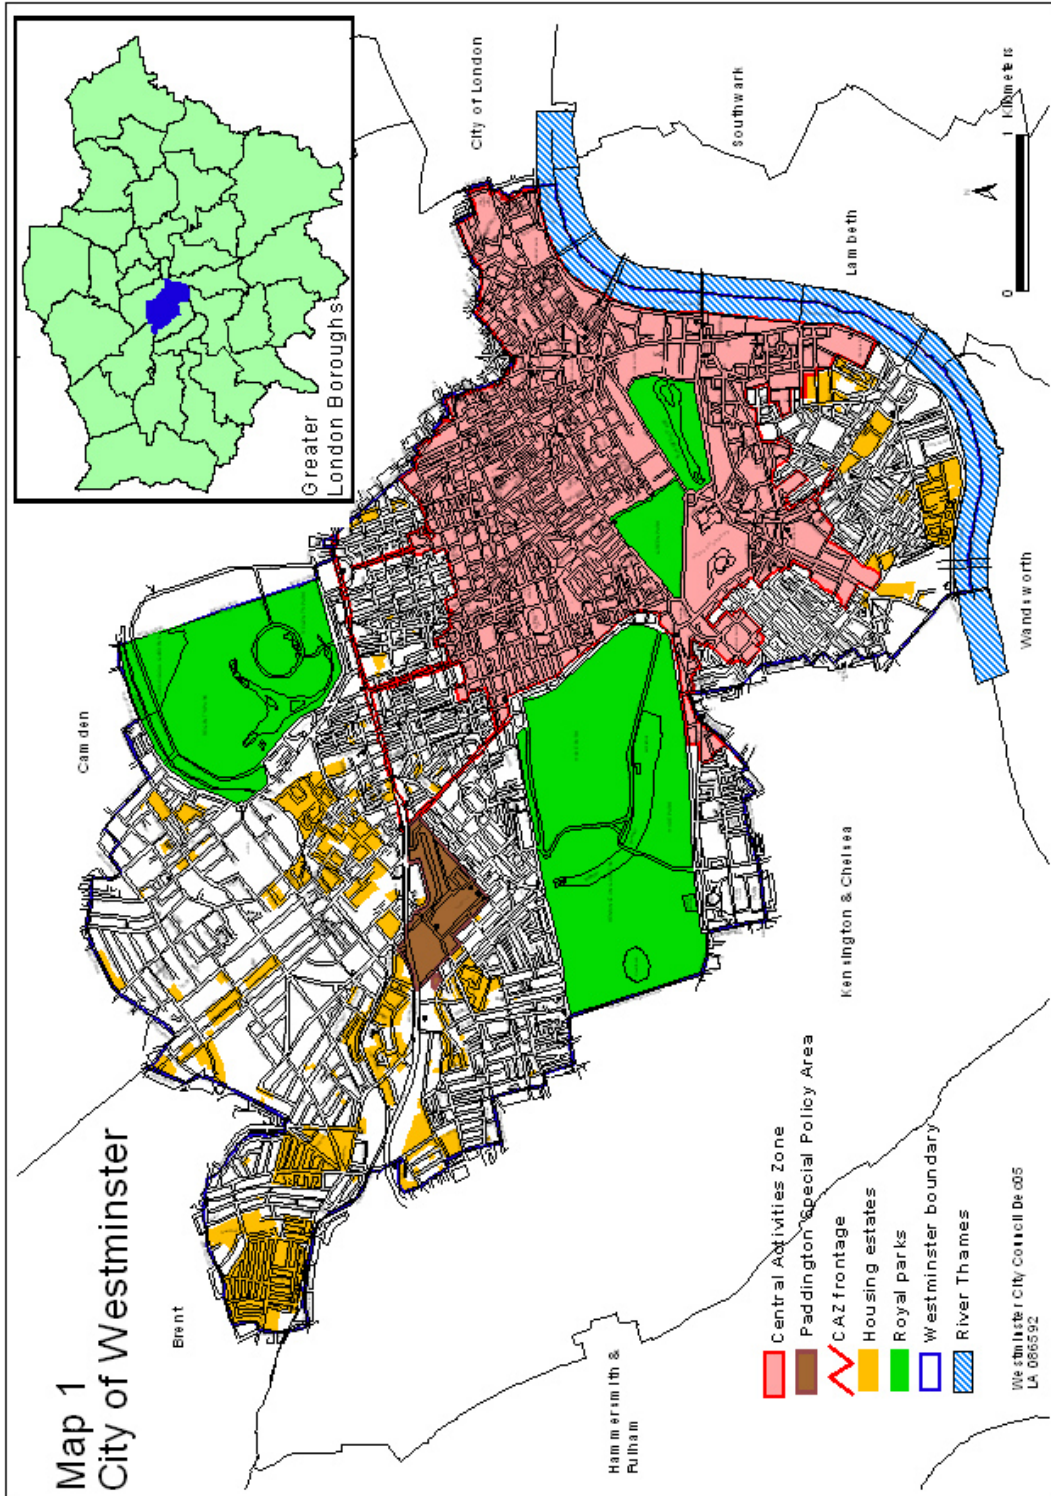 Map 1
City of Westminster
Greater
London Boroughs
City of London
Southwark
Lambeth
Wandsworth
Camden
Brent
Kensington & Chelsea
Hammersmith &
Fulham
0 1 Kilometers
Central Activities Zone
Paddington Special Policy Area
CAZ frontage
Housing estates
Royal parks
Westminster boundary
River Thames
Westminster City Council Dec05
LA 086592